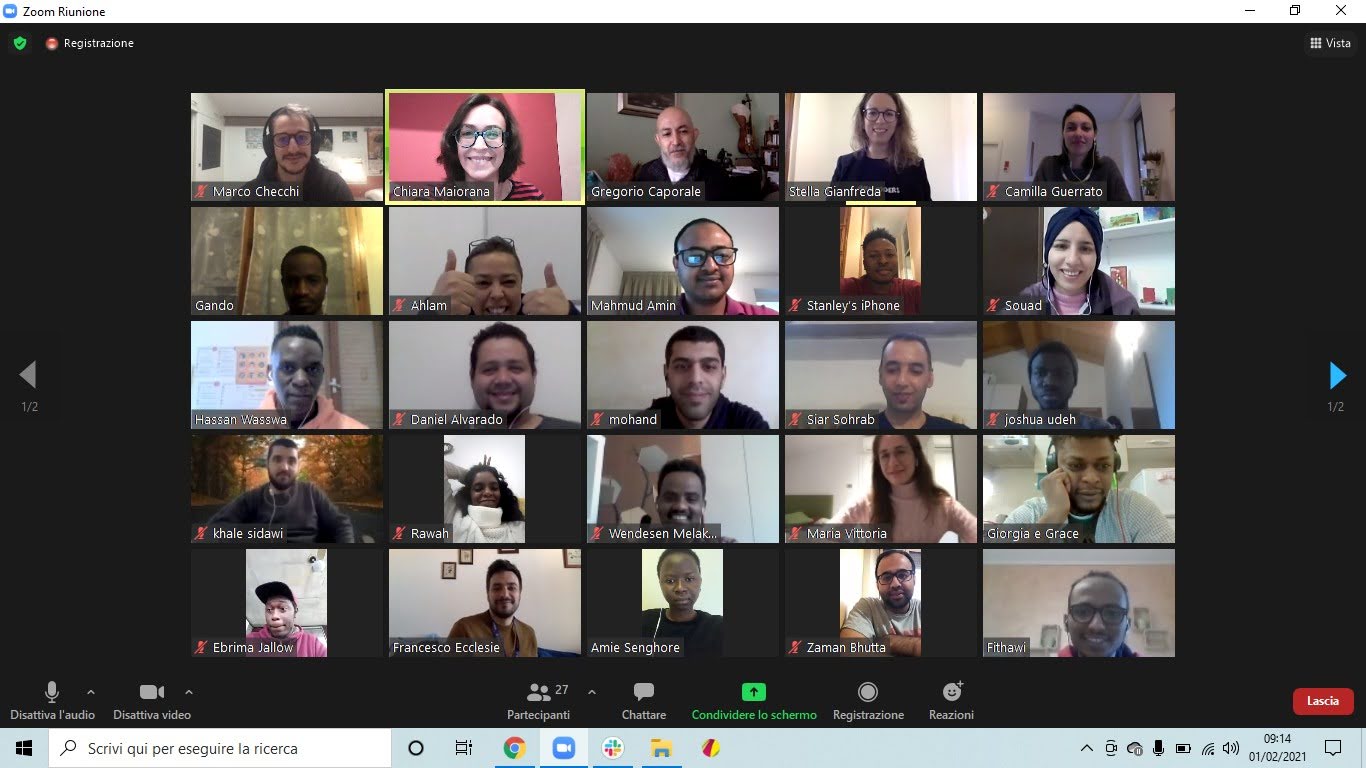 Zoom Riunione
Registrazione
Vista
Marco Checchi
Chiara Maiorana
Gregorio Caporale
Stella Gianfreda
Camilla Guerrato
Gando
Ahlam
Mahmud Amin
Stanley's iPhone
Souad
Hassan Wasswa
Daniel Alvarado
mohand
Siar Sohrab
joshua udeh
1/2
1/2
khale sidawi
Rawah
Wendesen Melak...
Maria Vittoria
Giorgia e Grace
Ebrima Jallow
Francesco Ecclesie
Amie Senghore
Zaman Bhutta
Fithawi
27
Disattiva l'audio
Disattiva video
Partecipanti
Chattare
Condividere lo schermo
Registrazione
Reazioni
Lascia
Scrivi qui per eseguire la ricerca
09:14
01/02/2021